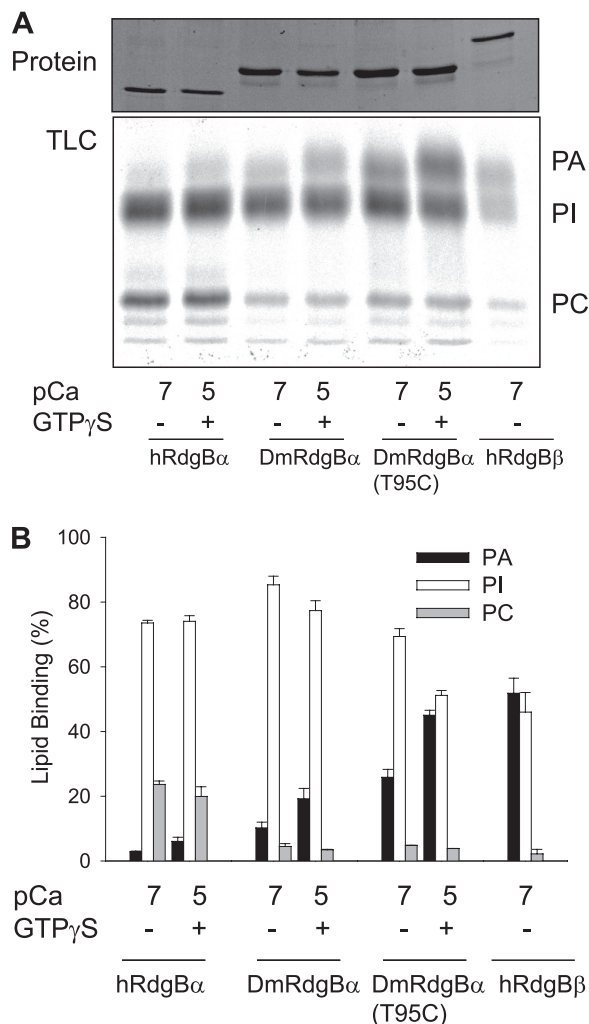 A
Protein
TLC
PA
PI
PC
pCa 7 5 7 5 7 5 7
GTPγS - + - + - + -
hRdgBα DmRdgBα DmRdgBα (T95C) hRdgBβ
B
100
80
60
40
20
0
Lipid Binding (%)
PA
PI
PC
pCa 7 5 7 5 7 5 7
GTPγS - + - + - + -
hRdgBα DmRdgBα DmRdgBα (T95C) hRdgBβ